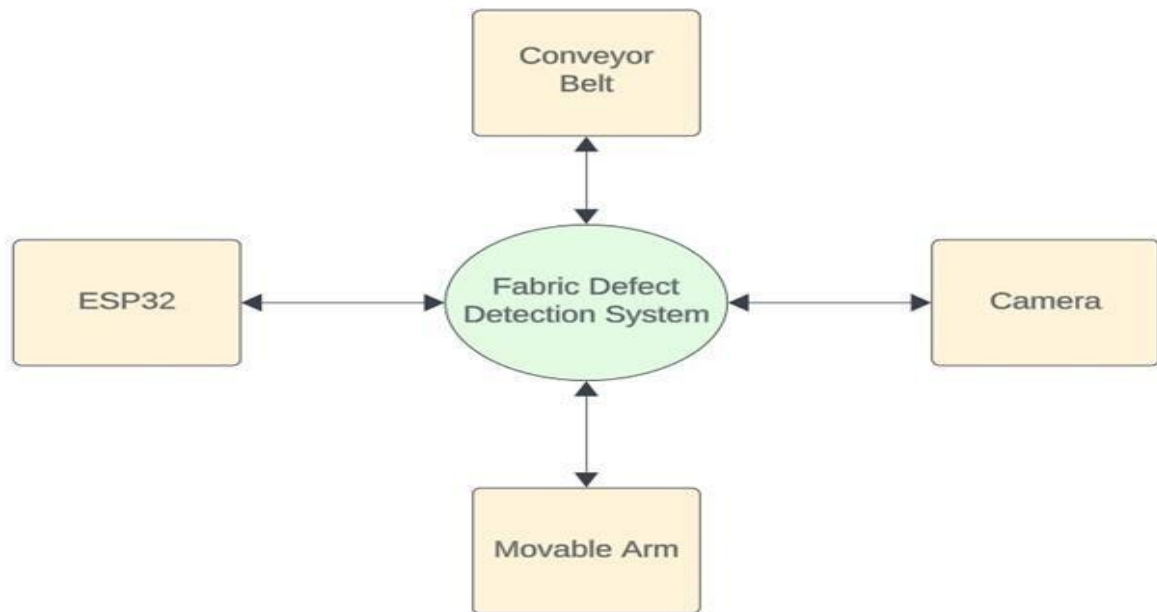 Conveyor
Belt
ESP32
Fabric Defect
Detection System
Camera
Movable Arm